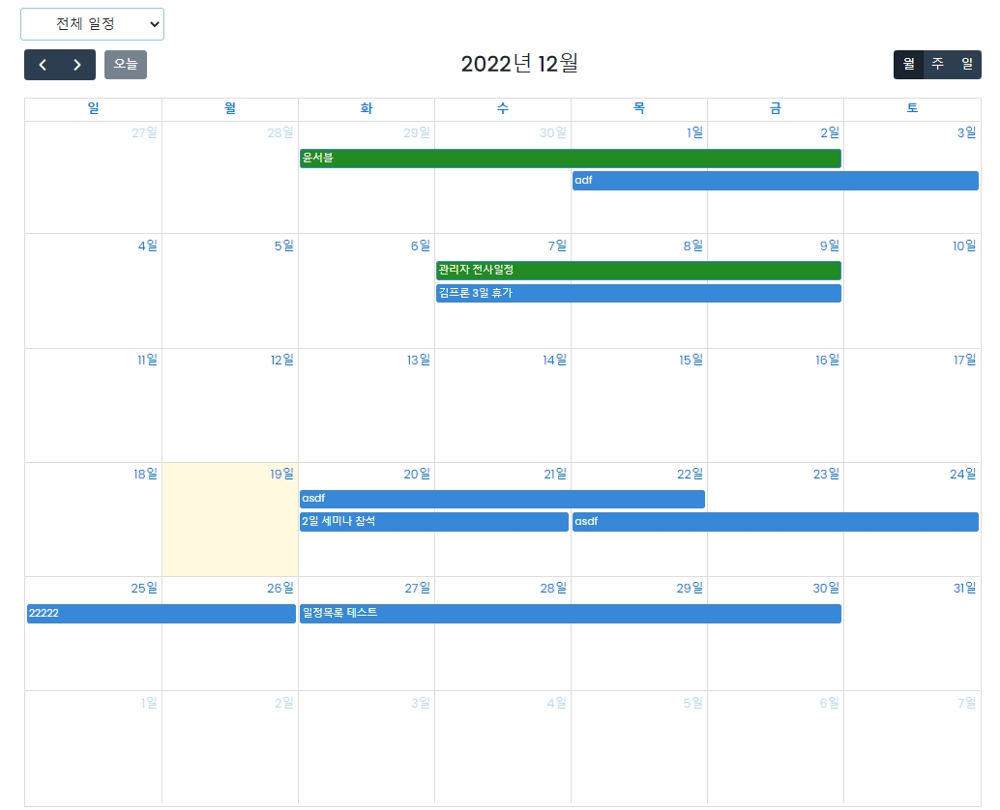 전체 일정
오늘
2022년 12월
월 주 일
일 월 화 수 목 금 토
27일 28일 29일 30일 1일 2일 3일
윤서블
adf
4일 5일 6일 7일 8일 9일 10일
관리자 전사일정
김프론 3일 휴가
11일 12일 13일 14일 15일 16일 17일
18일 19일 20일 21일 22일 23일 24일
asdf
2일 세미나 참석 asdf
25일 26일 27일 28일 29일 30일 31일
22222 일정목록 테스트
1일 2일 3일 4일 5일 6일 7일